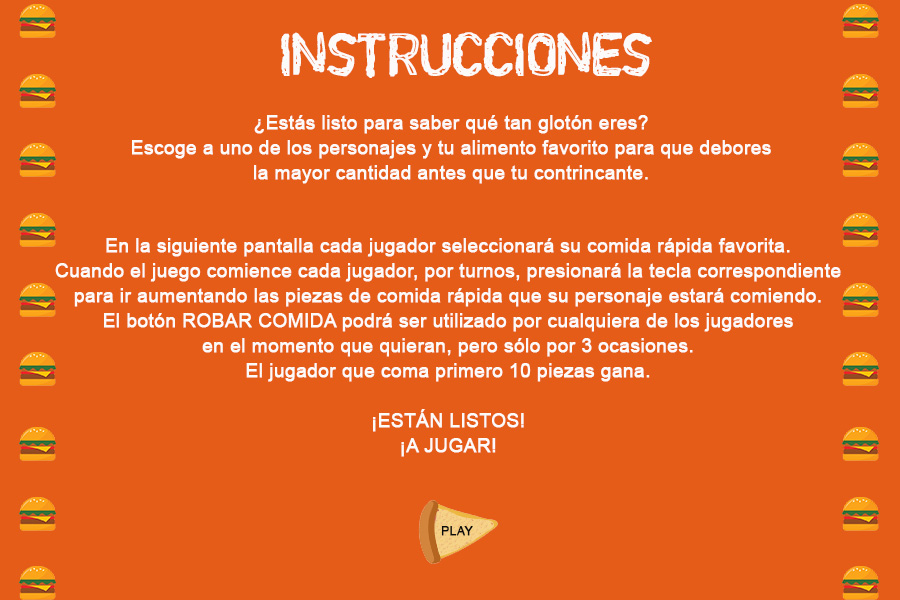 INSTRUCCIONES
¿Estás listo para saber qué tan glotón eres?
Escoge a uno de los personajes y tu alimento favorito para que debores
la mayor cantidad antes que tu contrincante.
En la siguiente pantalla cada jugador seleccionará su comida rápida favorita.
Cuando el juego comience cada jugador, por turnos, presionará la tecla correspondiente
para ir aumentando las piezas de comida rápida que su personaje estará comiendo.
El botón ROBAR COMIDA podrá ser utilizado por cualquiera de los jugadores
en el momento que quieran, pero sólo por 3 ocasiones.
El jugador que coma primero 10 piezas gana.
¡ESTÁN LISTOS!
¡A JUGAR!
PLAY